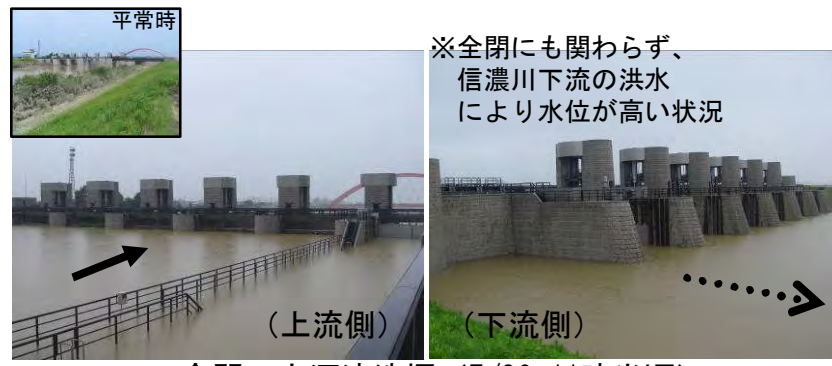 平常時
※全閉にも関わらず、
信濃川下流の洪水
により水位が高い状況
（上流側）
（下流側）